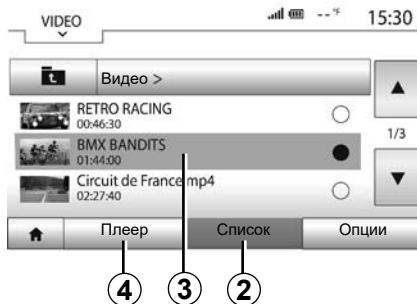 VIDEO --°F 15:30
Видео >
RETRO RACING
00:46:30
1/3
BMX BANDITS
01:44:00
Circuit de France mp4
02:27:40
Плеер Список Опции
4 3 2